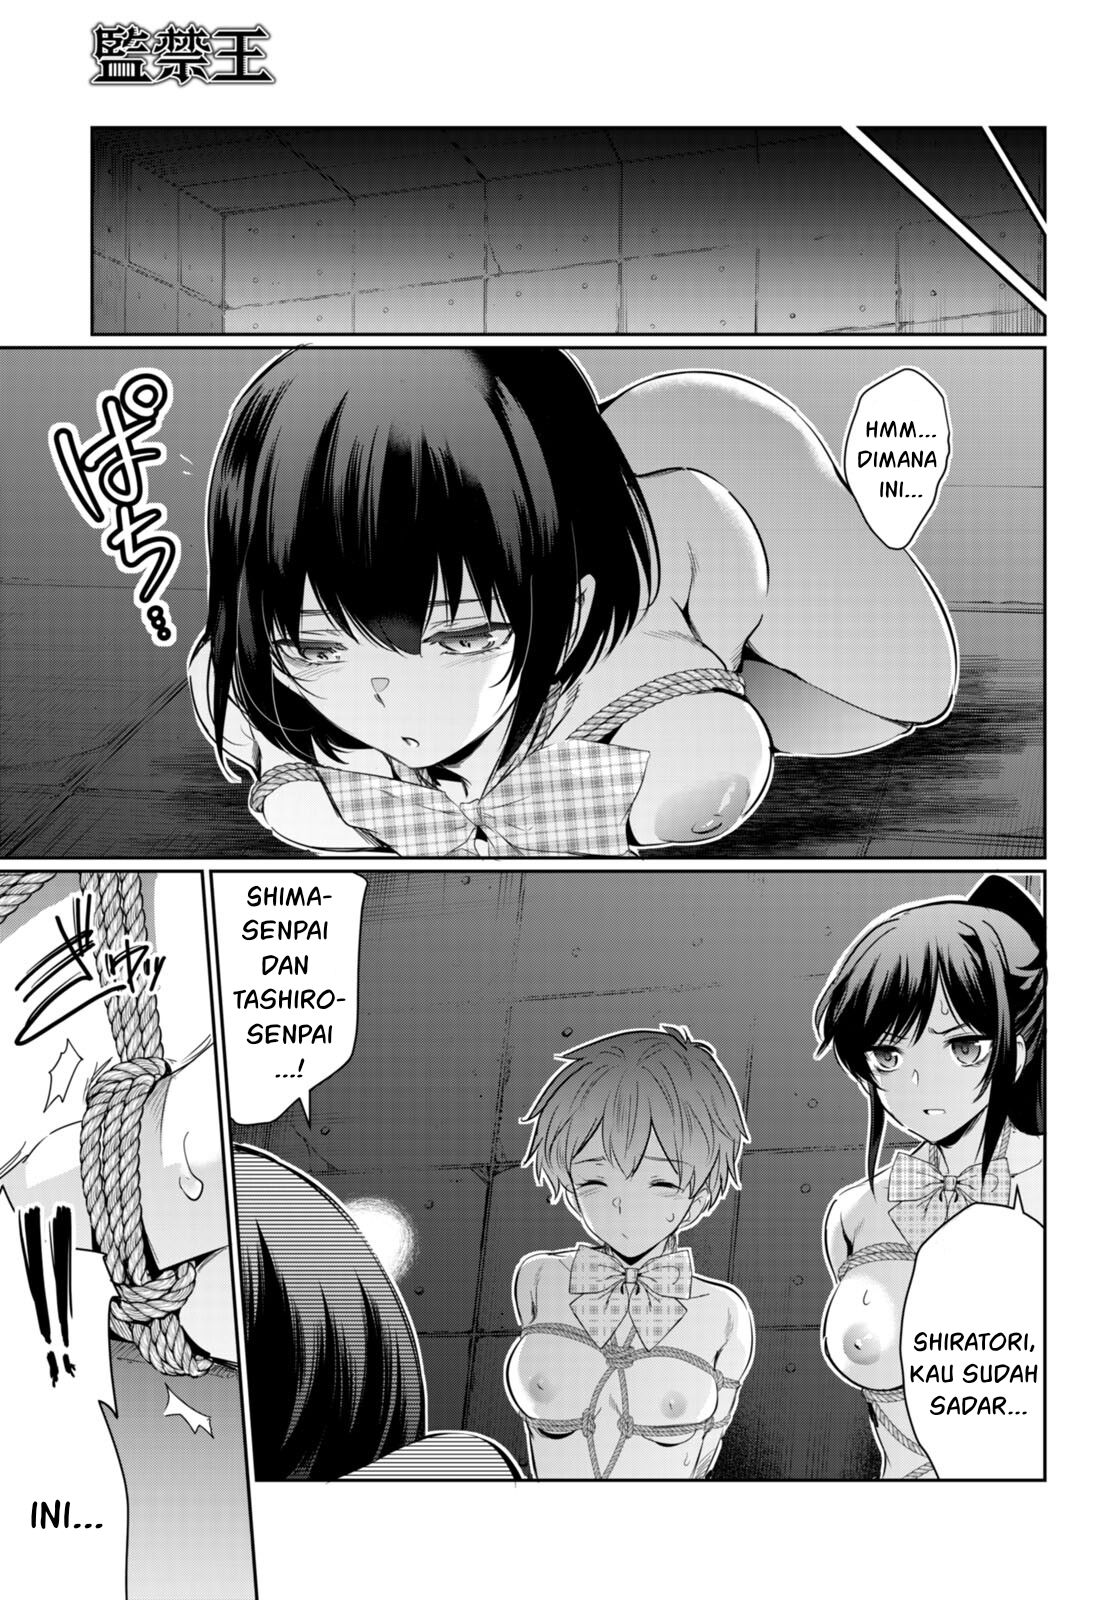 監禁王
HMM...
DIMANA
INI...
ぱち…
SHIMA-
SENPAI
DAN
TASHIRO-
SENPAI
...!
SHIRATORI,
KAU SUDAH
SADAR...
ぎゅッ
!!
INI...